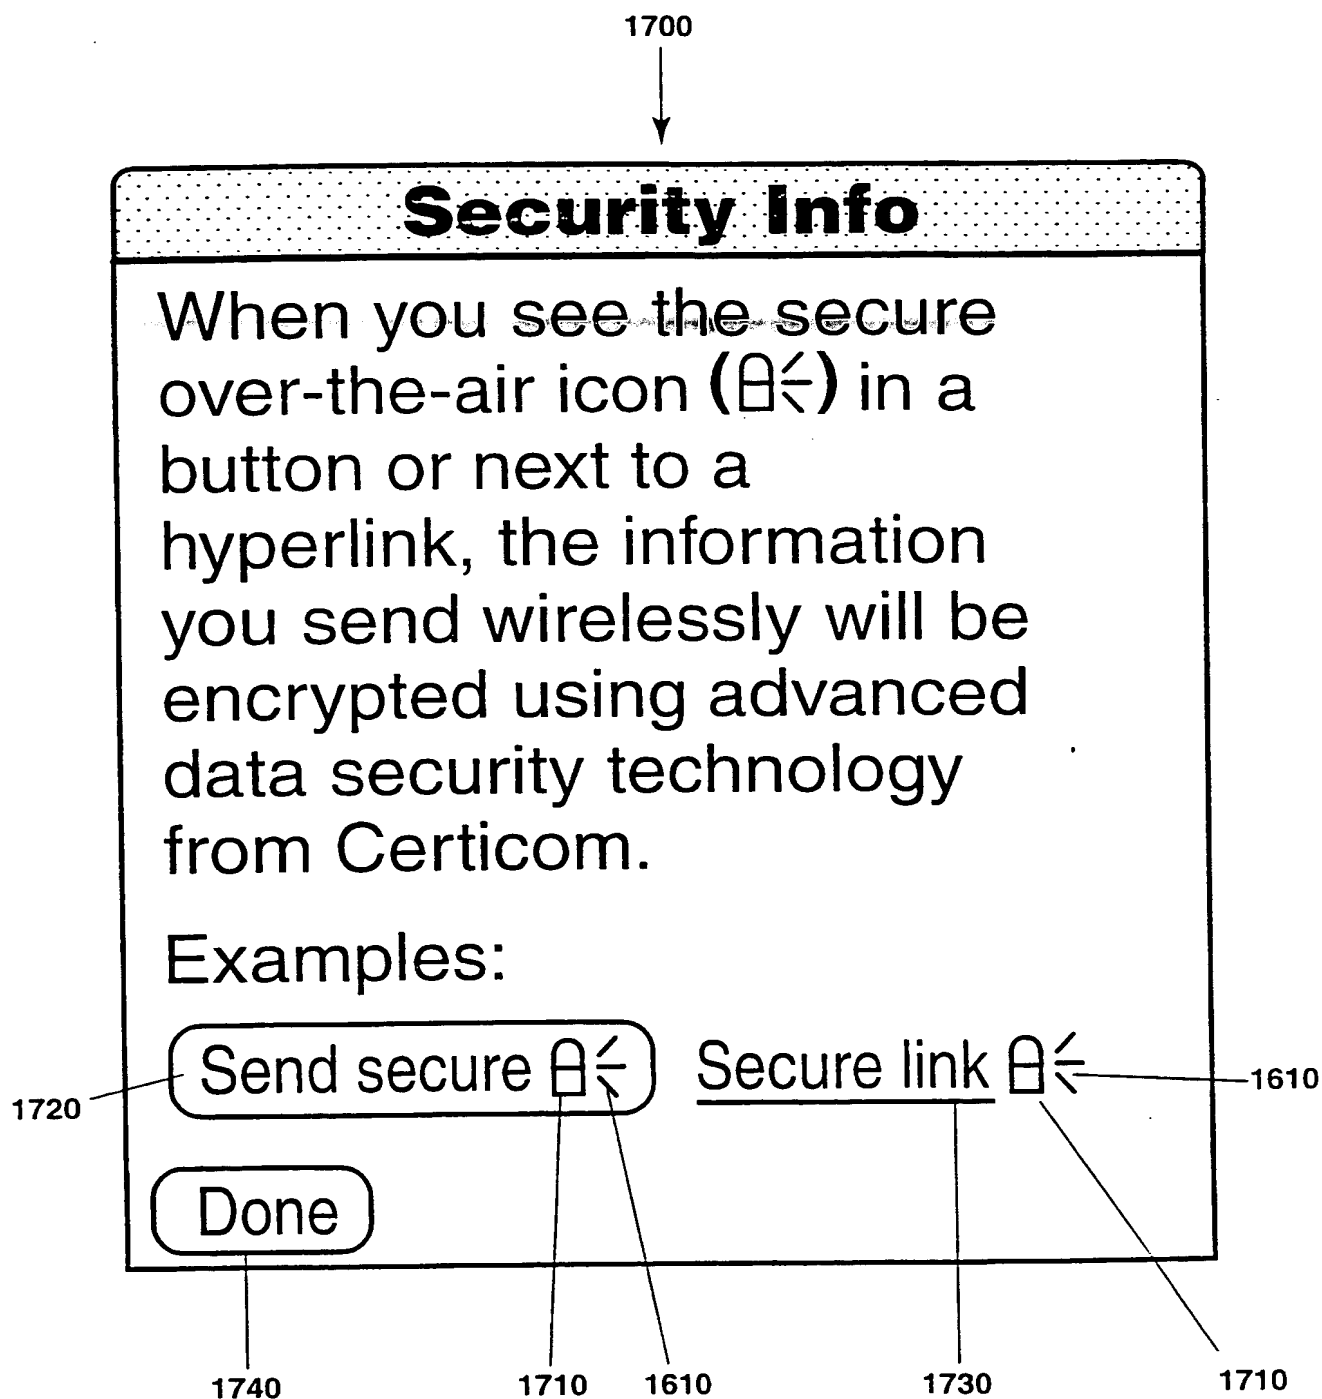 1700
Security Info
When you see the secure
over-the-air icon () in a
button or next to a
hyperlink, the information
you send wirelessly will be
encrypted using advanced
data security technology
from Certicom.
Examples:
Send secure Secure link
1610
1720
Done
1740 1710 1610 1730 1710